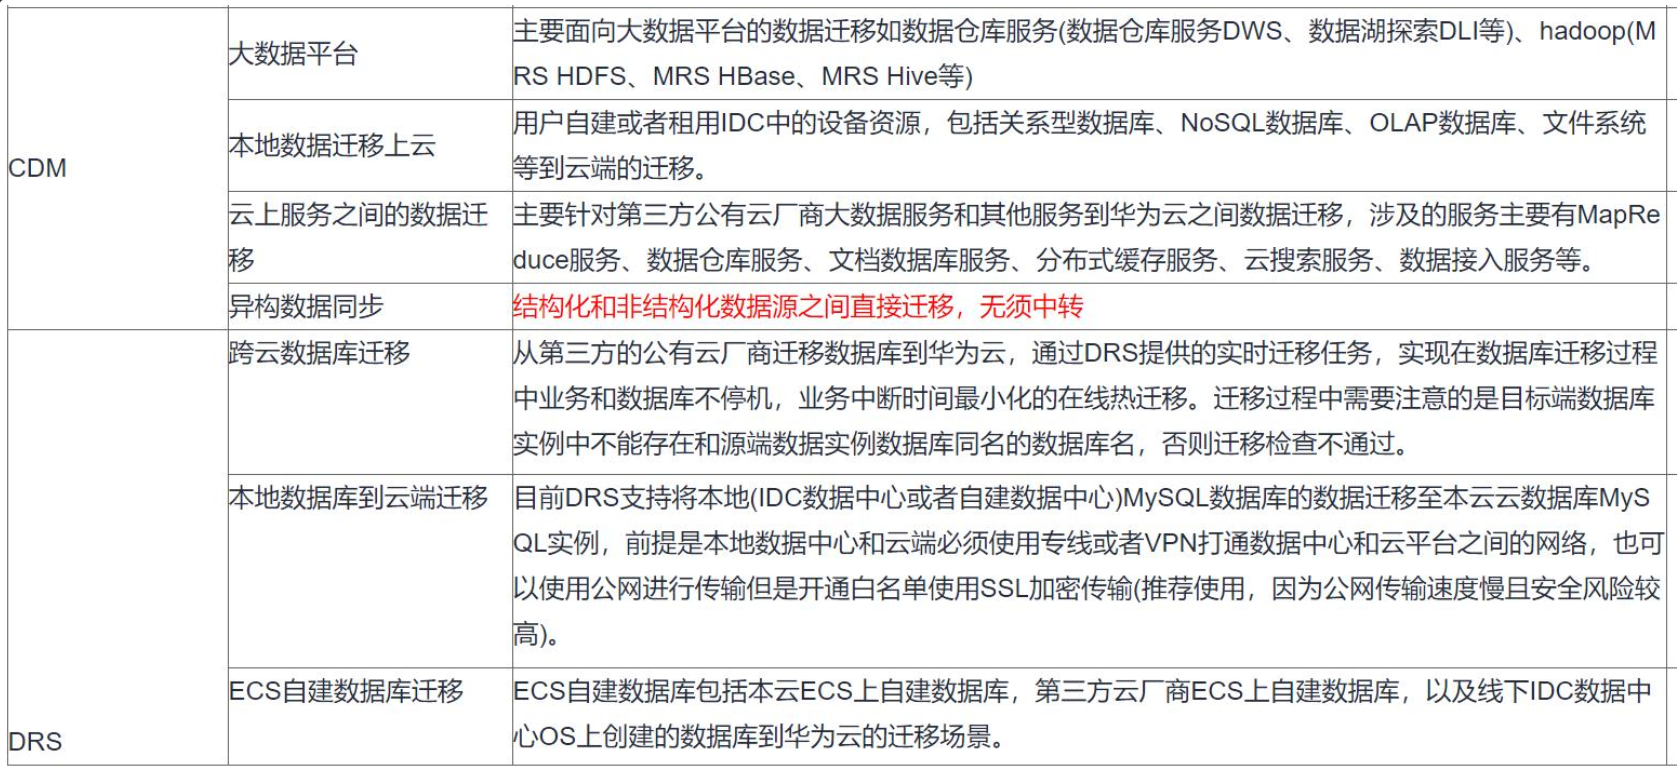 CDM
大数据平台
主要面向大数据平台的数据迁移如数据仓库服务(数据仓库服务DWS、数据湖探索DLI等)、hadoop(M
RS HDFS、MRS HBase、MRS Hive等)
本地数据迁移上云
用户自建或者租用IDC中的设备资源，包括关系型数据库、NoSQL数据库、OLAP数据库、文件系统
等到云端的迁移。
云上服务之间的数据迁
移
主要针对第三方公有云厂商大数据服务和其他服务到华为云之间数据迁移，涉及的服务主要有MapRe
duce服务、数据仓库服务、文档数据库服务、分布式缓存服务、云搜索服务、数据接入服务等。
异构数据同步
结构化和非结构化数据源之间直接迁移，无须中转
DRS
跨云数据库迁移
从第三方的公有云厂商迁移数据库到华为云，通过DRS提供的实时迁移任务，实现在数据库迁移过程
中业务和数据库不停机，业务中断时间最小化的在线热迁移。迁移过程中需要注意的是目标端数据库
实例中不能存在和源端数据实例数据库同名的数据库名，否则迁移检查不通过。
本地数据库到云端迁移
目前DRS支持将本地(IDC数据中心或者自建数据中心)MySQL数据库的数据迁移至本云云数据库MyS
QL实例，前提是本地数据中心和云端必须使用专线或者VPN打通数据中心和云平台之间的网络，也可
以使用公网进行传输但是开通白名单使用SSL加密传输(推荐使用，因为公网传输速度慢且安全风险较
高)。
ECS自建数据库迁移
ECS自建数据库包括本云ECS上自建数据库，第三方云厂商ECS上自建数据库，以及线下IDC数据中
心OS上创建的数据库到华为云的迁移场景。